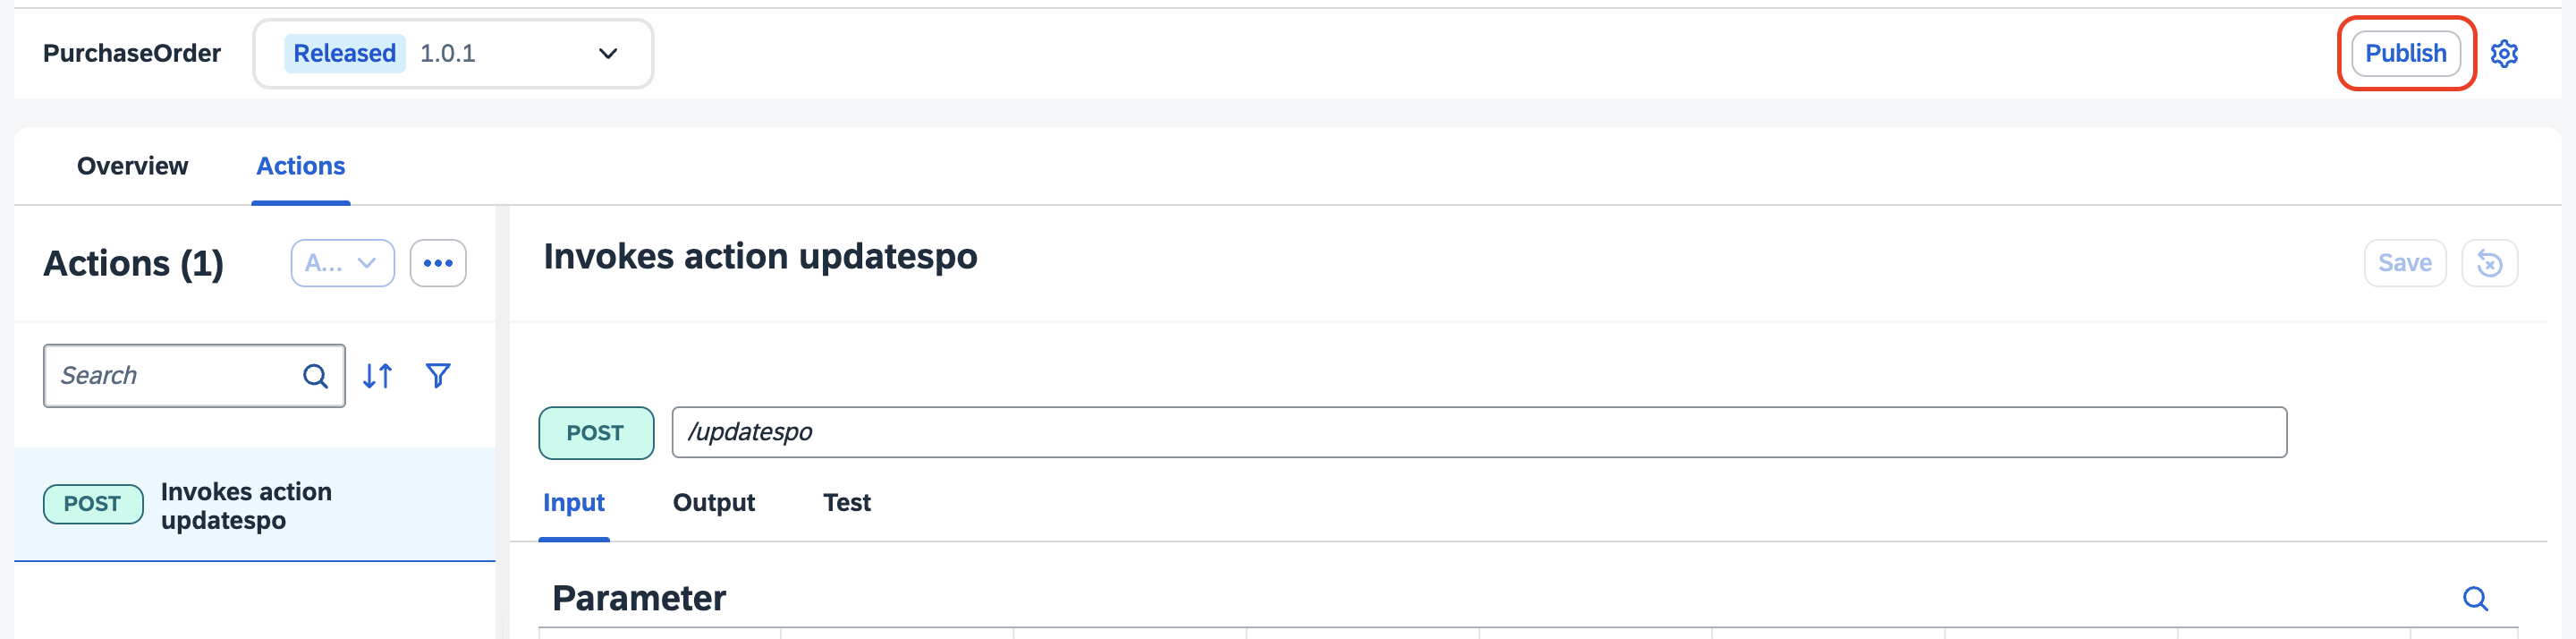 PurchaseOrder
Released 1.0.1
Publish
Overview
Actions
Actions (1)
A...
Invokes action updatespo
Save
Search
POST
/updatespo
POST
Invokes action
updatespo
Input
Output
Test
Parameter